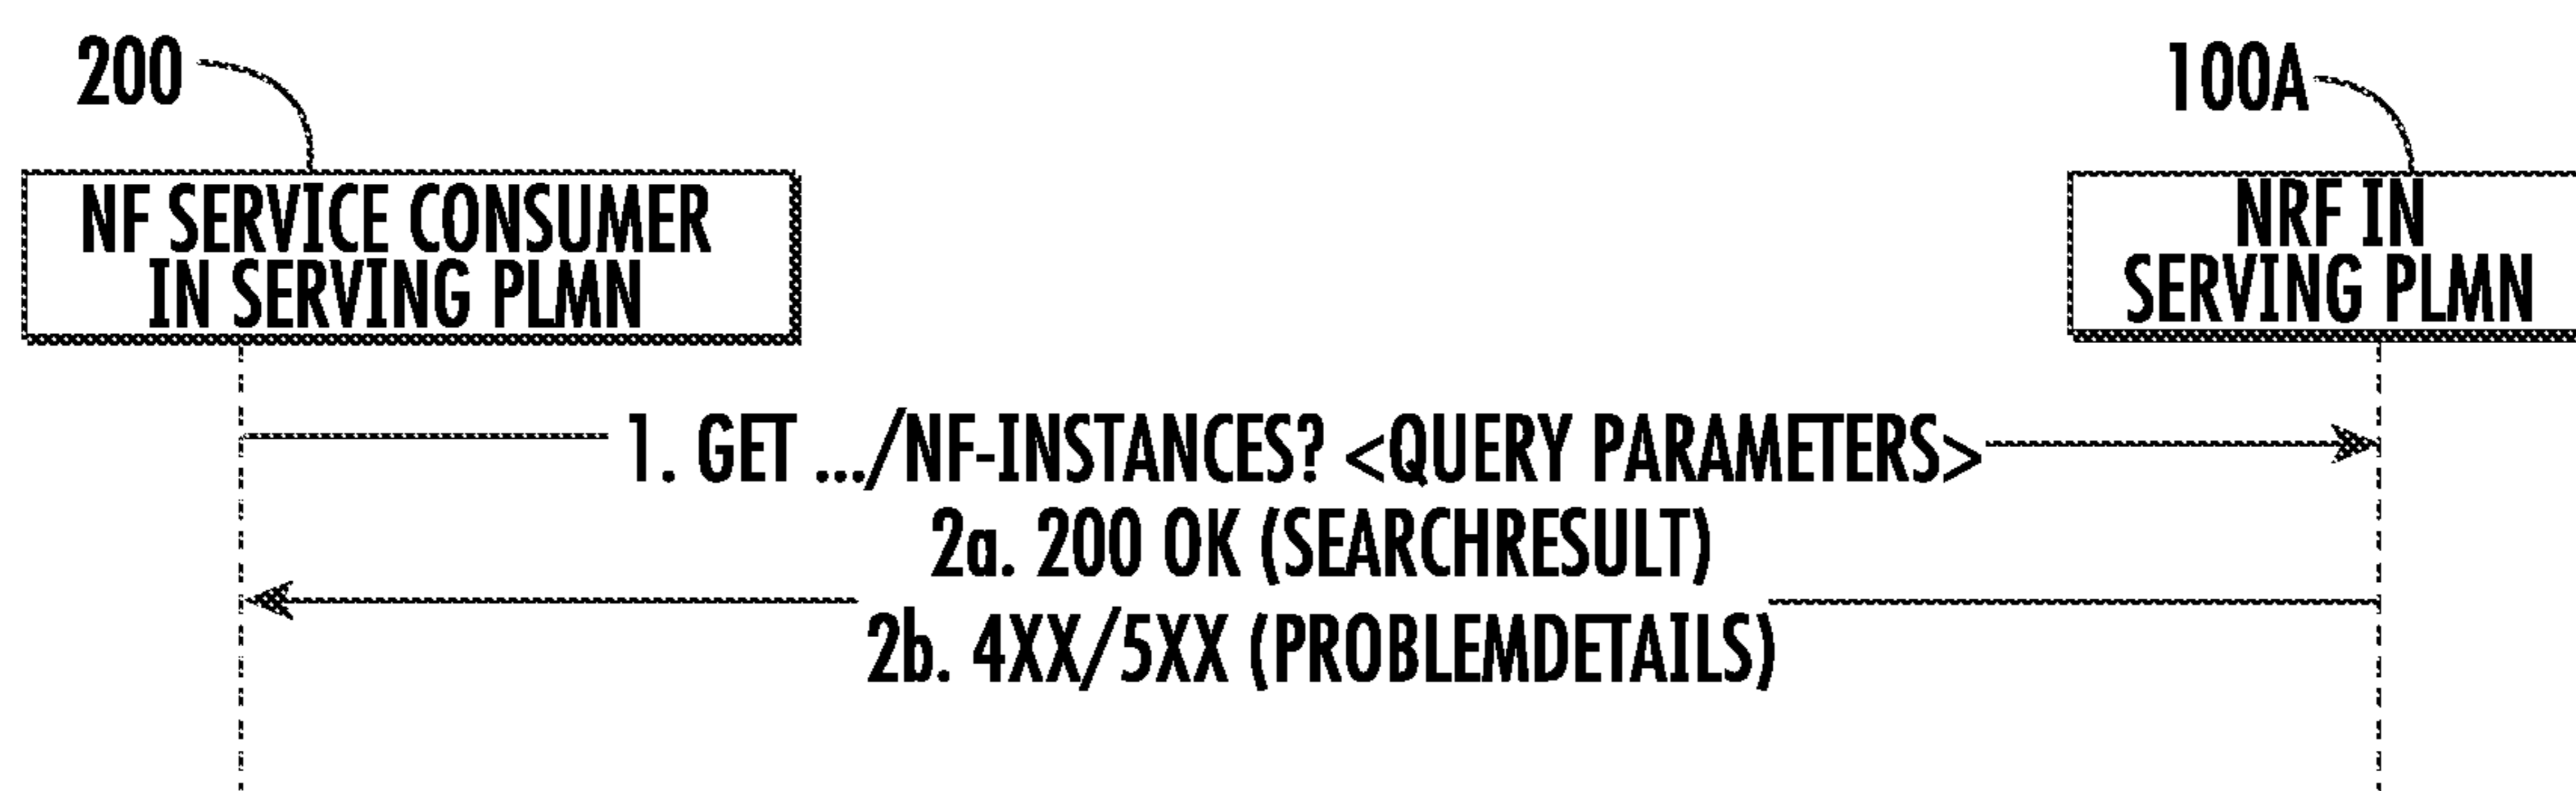 200
100A
NF SERVICE CONSUMER
IN SERVING PLMN
NRF IN
SERVING PLMN
1. GET .../NF-INSTANCES? <QUERY PARAMETERS>
2a. 200 OK (SEARCHRESULT)
2b. 4XX/5XX (PROBLEMDETAILS)